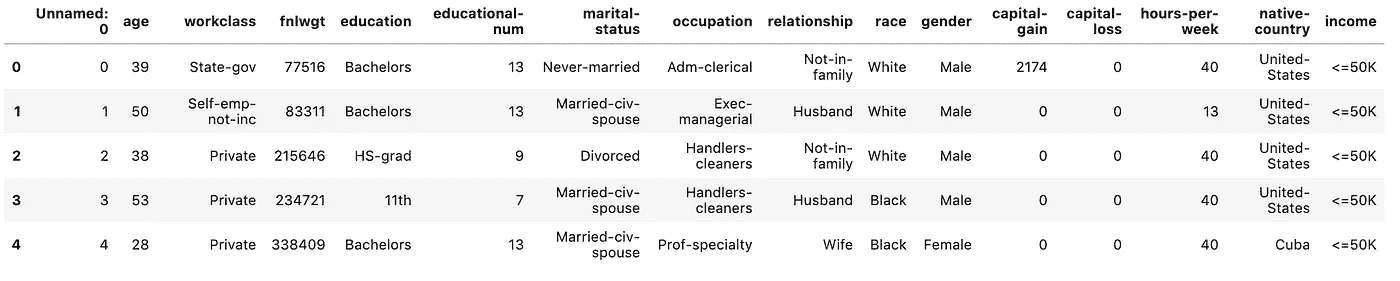 Unnamed: 0 age workclass fnlwgt education educational-num marital-status occupation relationship race gender capital-gain capital-loss hours-per-week native-country income
0 0 39 State-gov 77516 Bachelors 13 Never-married Adm-clerical Not-in-family White Male 2174 0 40 United-States <=50K
1 1 50 Self-emp-not-inc 83311 Bachelors 13 Married-civ-spouse Exec-managerial Husband White Male 0 0 13 United-States <=50K
2 2 38 Private 215646 HS-grad 9 Divorced Handlers-cleaners Not-in-family White Male 0 0 40 United-States <=50K
3 3 53 Private 234721 11th 7 Married-civ-spouse Handlers-cleaners Husband Black Male 0 0 40 United-States <=50K
4 4 28 Private 338409 Bachelors 13 Married-civ-spouse Prof-specialty Wife Black Female 0 0 40 Cuba <=50K